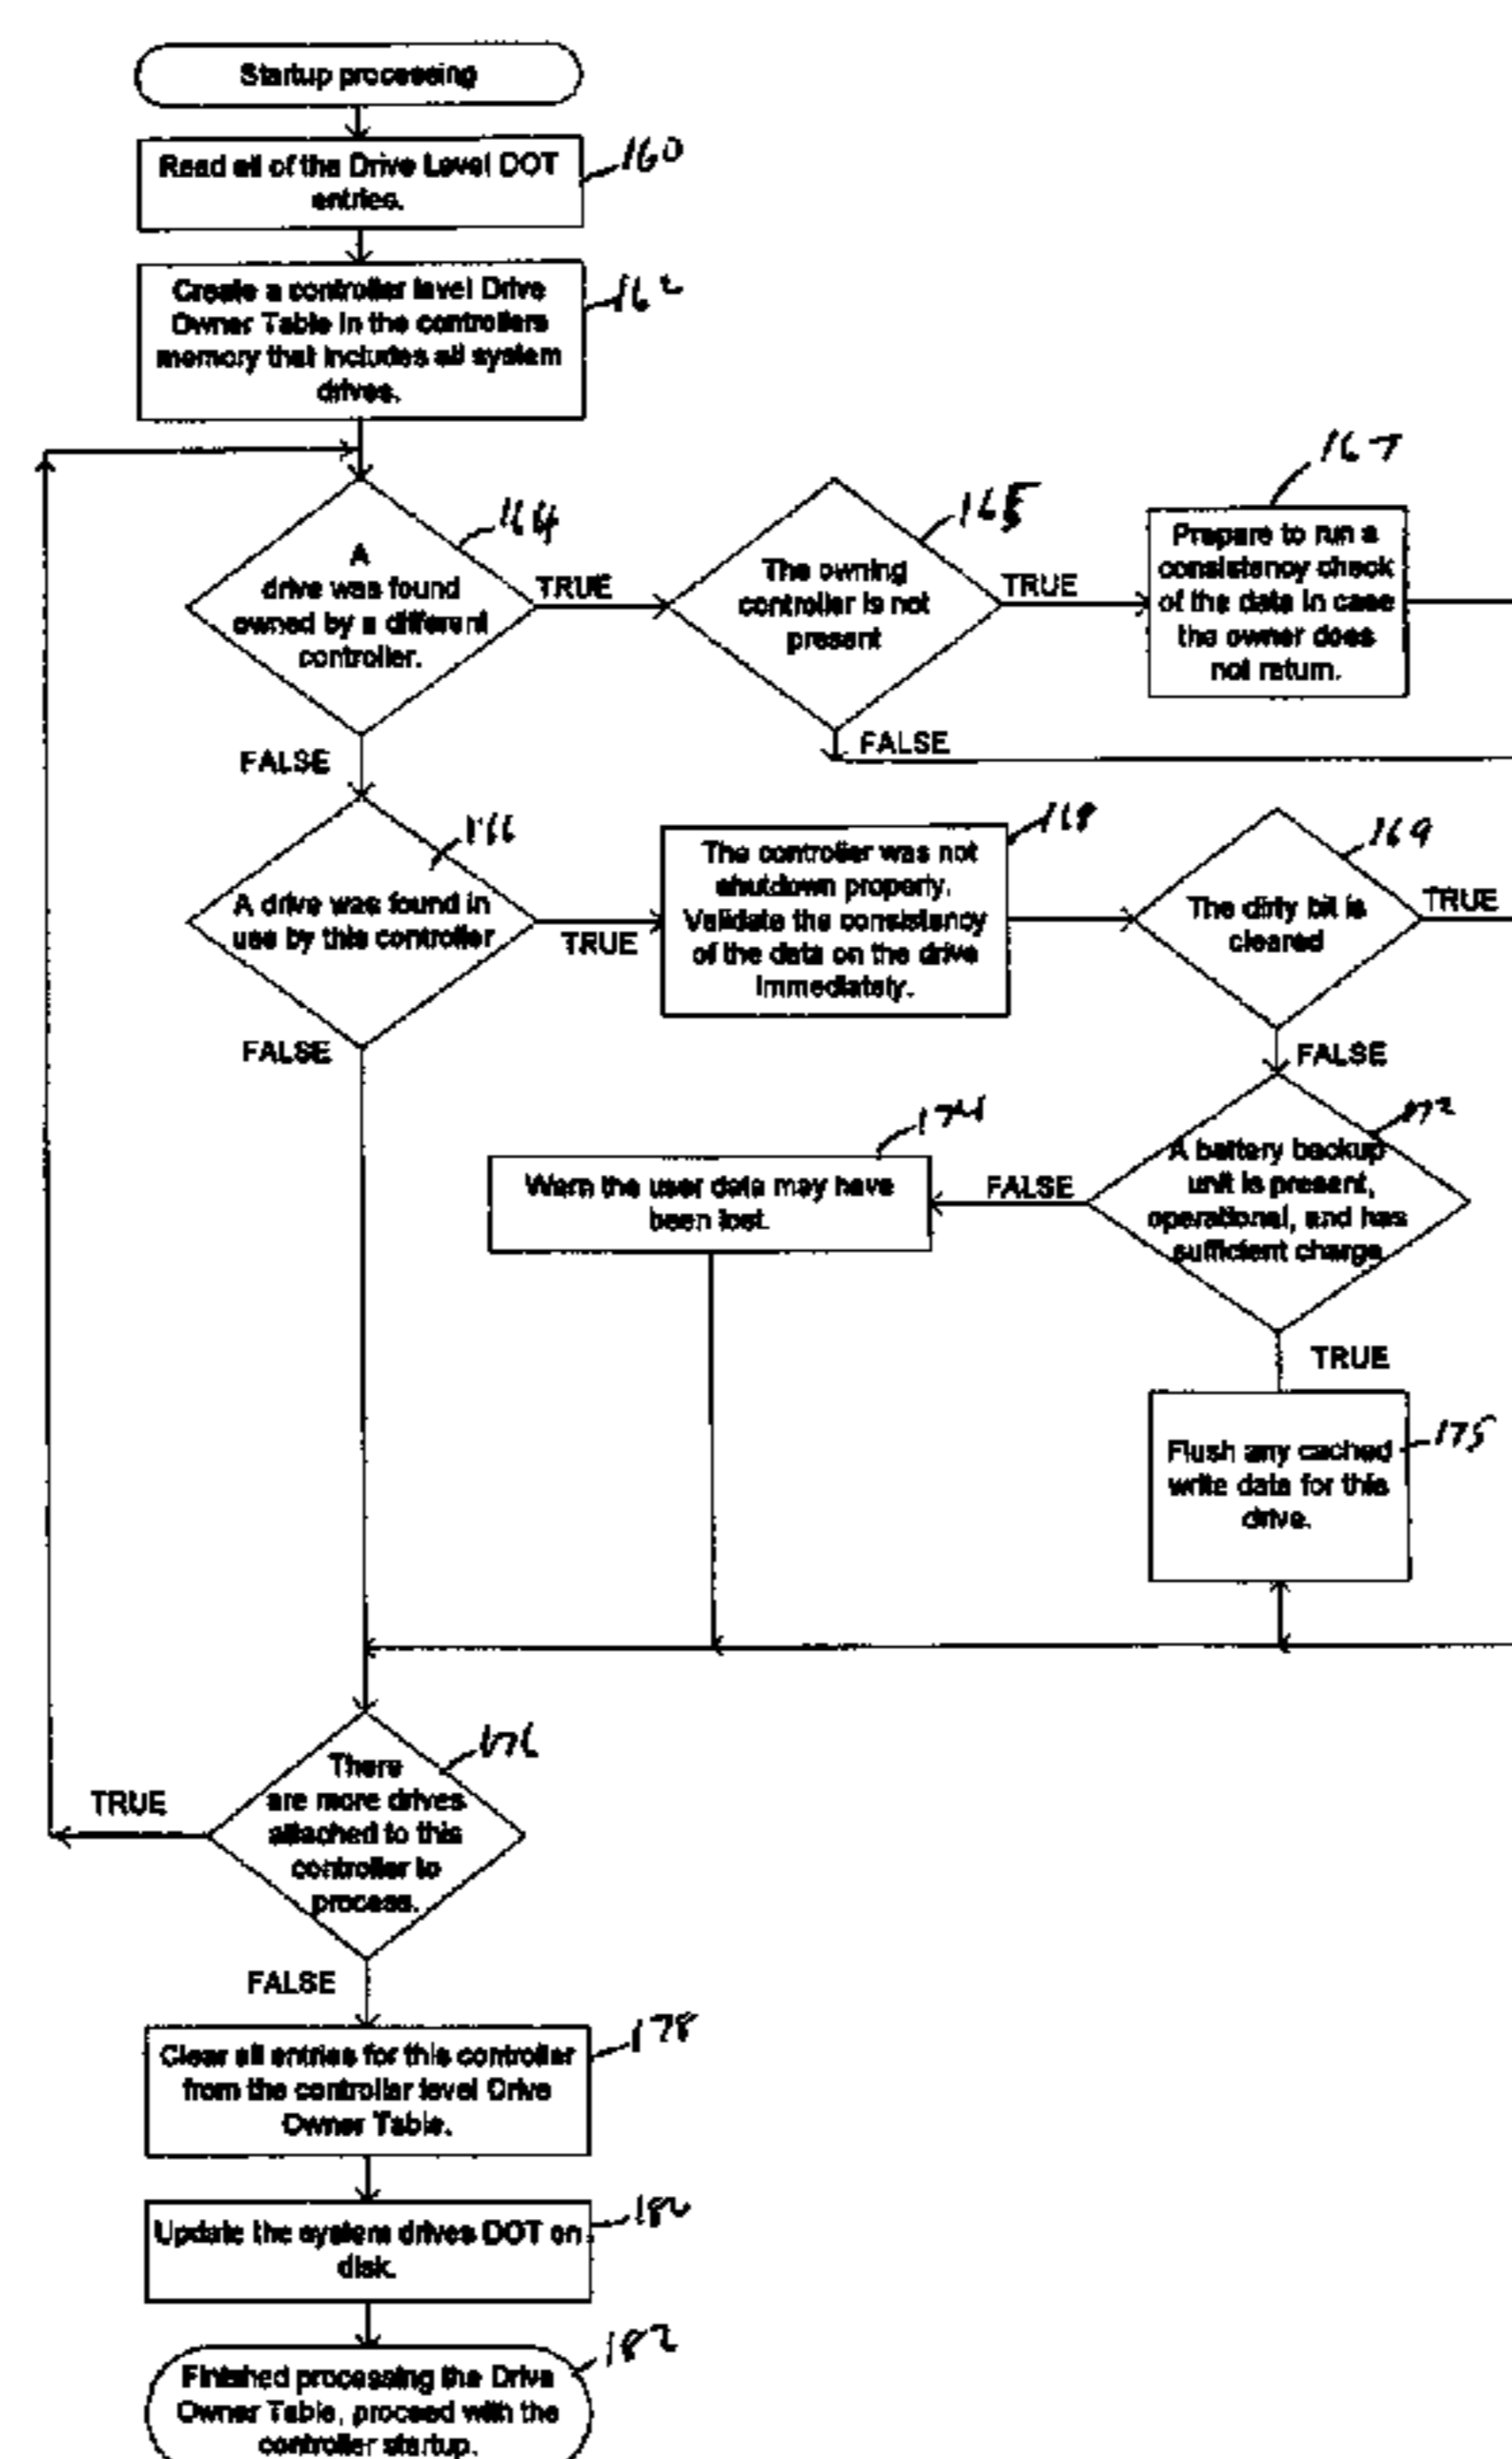 Startup processing
Read all of the Drive Level DOT
entries.
160
Create a controller level Drive
Owner Table in the controllers
memory that includes all system
drives.
162
A
drive was found
owned by a different
controller.
164
TRUE
FALSE
The owning
controller is not
present
165
TRUE
FALSE
Prepare to run a
consistency check
of the data in case
the owner does
not return.
167
A drive was found in
use by this controller
166
TRUE
FALSE
The controller was not
shutdown properly.
Validate the consistency
of the data on the drive
immediately.
168
The dirty bit is
cleared
169
TRUE
FALSE
A battery backup
unit is present,
operational, and has
sufficient charge
172
FALSE
TRUE
Warn the user data may have
been lost.
174
Flush any cached
write data for this
drive.
175
There
are more drives
attached to this
controller to
process.
176
TRUE
FALSE
Clear all entries for this controller
from the controller level Drive
Owner Table.
178
Update the system drives DOT on
disk.
180
Finished processing the Drive
Owner Table, proceed with the
controller startup.
182